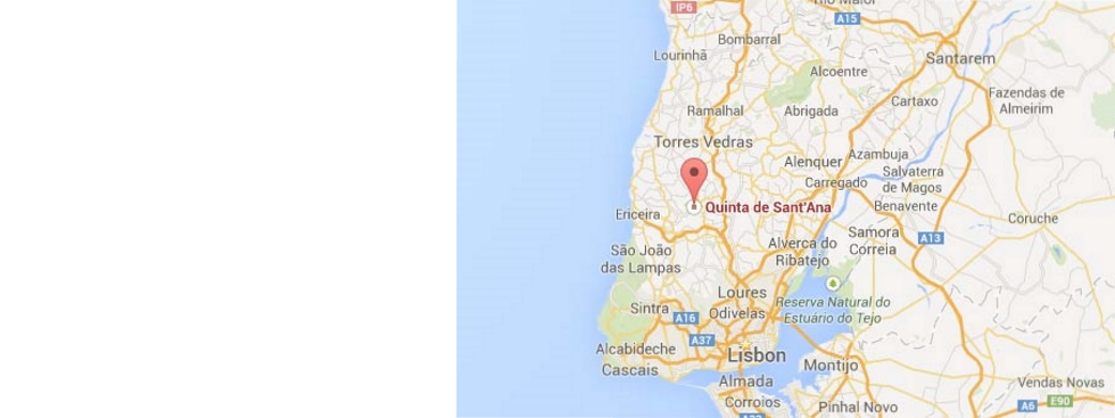 IP6
Rio Maior
A15
Bombarral
Lourinhã
Santarem
Alcoentre
Fazendas de
Almeirim
Cartaxo
Ramalhal
Abrigada
Torres Vedras
Alenquer
Azambuja
Salvaterra
de Magos
Carregado
Benavente
Quinta de Sant'Ana
Ericeira
Coruche
Samora
Correia
A13
Alverca do
Ribatejo
São João
das Lampas
Loures
Reserva Natural do
Estuário do Tejo
Sintra
A16
Odivelas
A37
Alcabideche
Lisbon
Montijo
Cascais
Almada
Vendas Novas
Corroios
Pinhal Novo
A6
E90